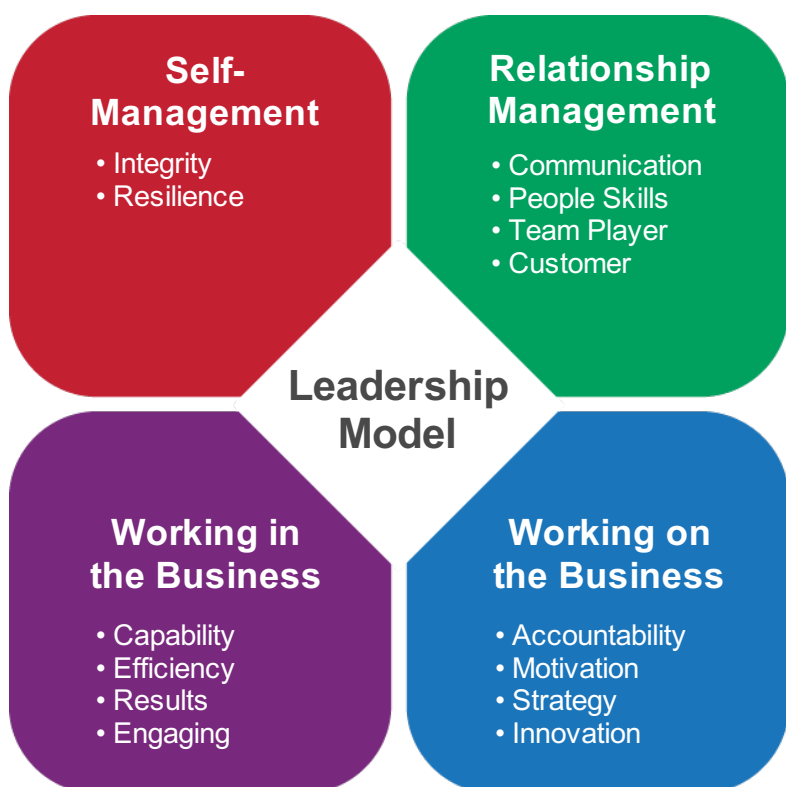 Self-
Management
• Integrity
• Resilience
Relationship
Management
• Communication
• People Skills
• Team Player
• Customer
Leadership
Model
Working in
the Business
• Capability
• Efficiency
• Results
• Engaging
Working on
the Business
• Accountability
• Motivation
• Strategy
• Innovation